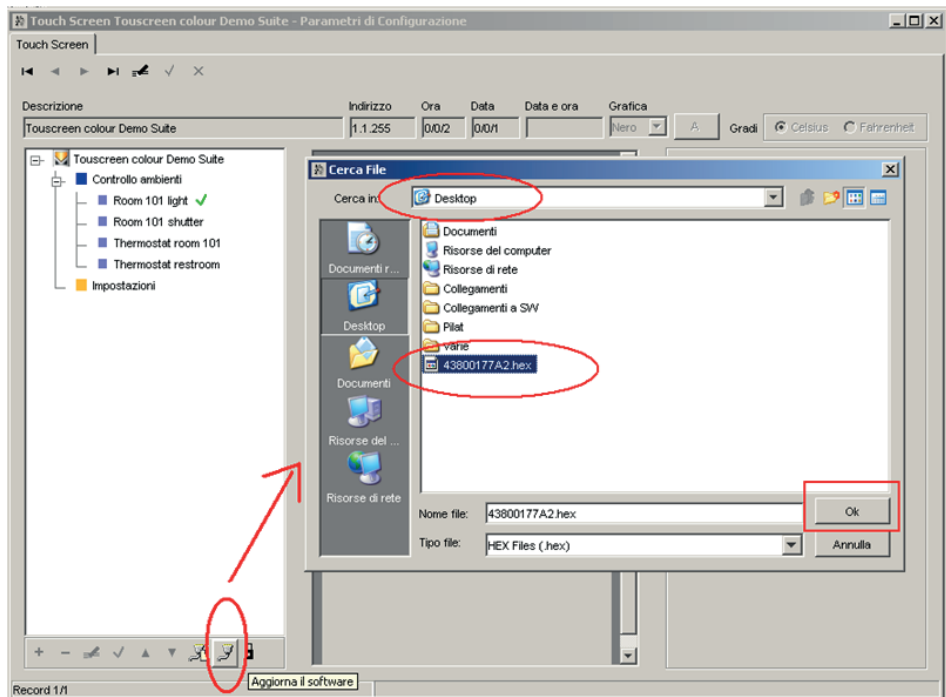 Touch Screen Touscreen colour Demo Suite - Parametri di Configurazione
Touch Screen
Descrizione Indirizzo Ora Data Data e ora Grafica
Touscreen colour Demo Suite 1.1.255 0/0/2 0/0/1 Nero A Gradi Celsius Fahrenheit
Touscreen colour Demo Suite
Controllo ambienti
Room 101 light
Room 101 shutter
Thermostat room 101
Thermostat restroom
Impostazioni
Cerca File
Cerca in: Desktop
Documenti r...
Desktop
Documenti
Risorse del ...
Risorse di rete
Documenti
Risorse del computer
Risorse di rete
Collegamenti
Collegamenti a SW
Pilat
varie
43800177A2.hex
Nome file: 43800177A2.hex Ok
Tipo file: HEX Files (.hex) Annulla
Aggiorna il software
Record 1/1